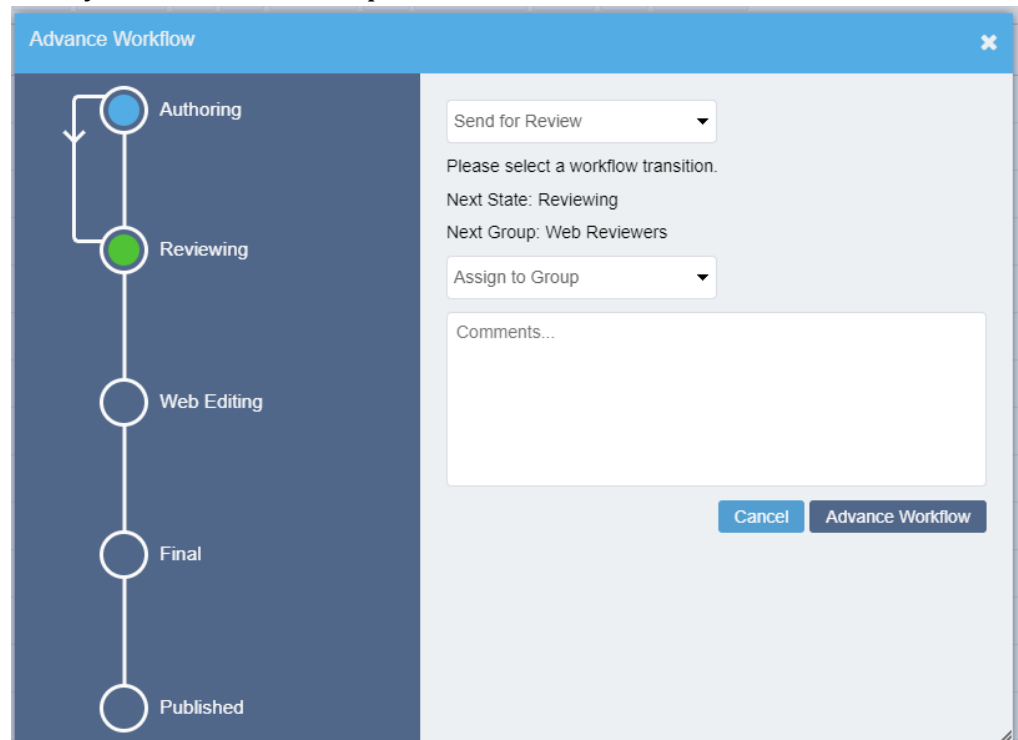 Advance Workflow
Authoring
Reviewing
Web Editing
Final
Published
Send for Review
Please select a workflow transition.
Next State: Reviewing
Next Group: Web Reviewers
Assign to Group
Comments...
Cancel
Advance Workflow